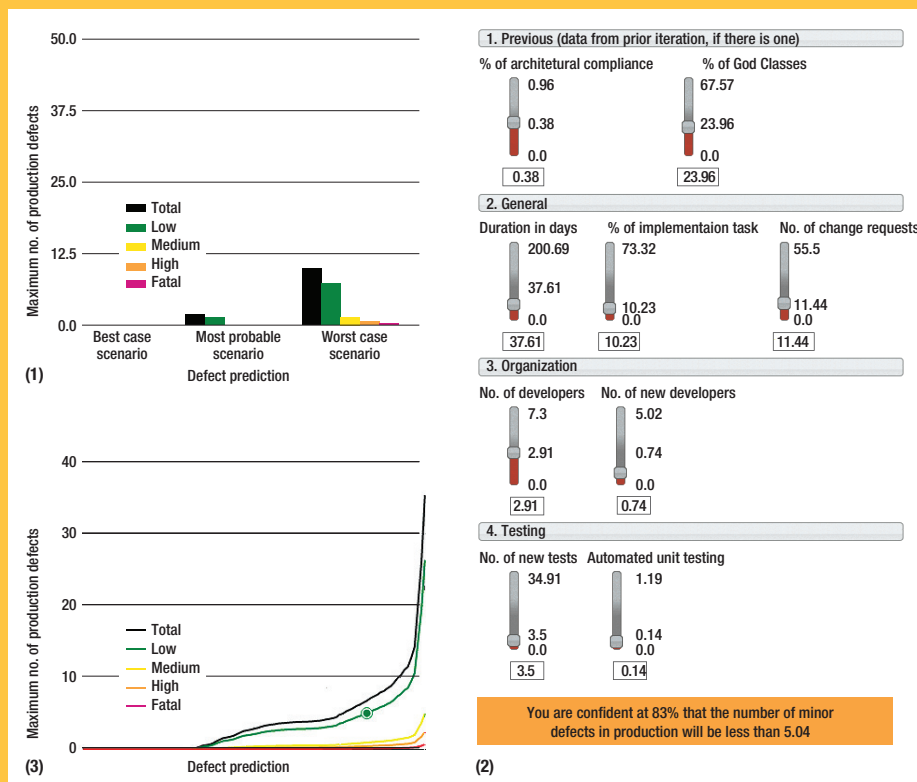 50.0
37.5
25.0
12.5
0.0
Maximum no. of production defects
Total
Low
Medium
High
Fatal
Best case
scenario
Most probable
scenario
Worst case
scenario
Defect prediction
(1)
40
30
20
10
0
Maximum no. of production defects
Total
Low
Medium
High
Fatal
Defect prediction
(3)
1. Previous (data from prior iteration, if there is one)
% of architetural compliance
% of God Classes
0.96
67.57
0.38
23.96
0.0
0.0
0.38
23.96
2. General
Duration in days
% of implementaion task
No. of change requests
200.69
73.32
55.5
37.61
10.23
11.44
0.0
0.0
0.0
37.61
10.23
11.44
3. Organization
No. of developers
No. of new developers
7.3
5.02
2.91
0.74
0.0
0.0
2.91
0.74
4. Testing
No. of new tests
Automated unit testing
34.91
1.19
3.5
0.14
0.0
0.0
3.5
0.14
You are confident at 83% that the number of minor
defects in production will be less than 5.04
(2)